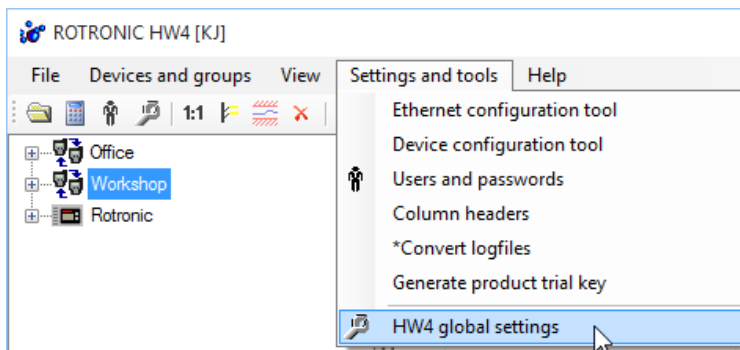 ROTRONIC HW4 [KJ]
File Devices and groups View Settings and tools Help
1:1
Ethernet configuration tool
Device configuration tool
Users and passwords
Column headers
*Convert logfiles
Generate product trial key
HW4 global settings
Office
Workshop
Rotronic